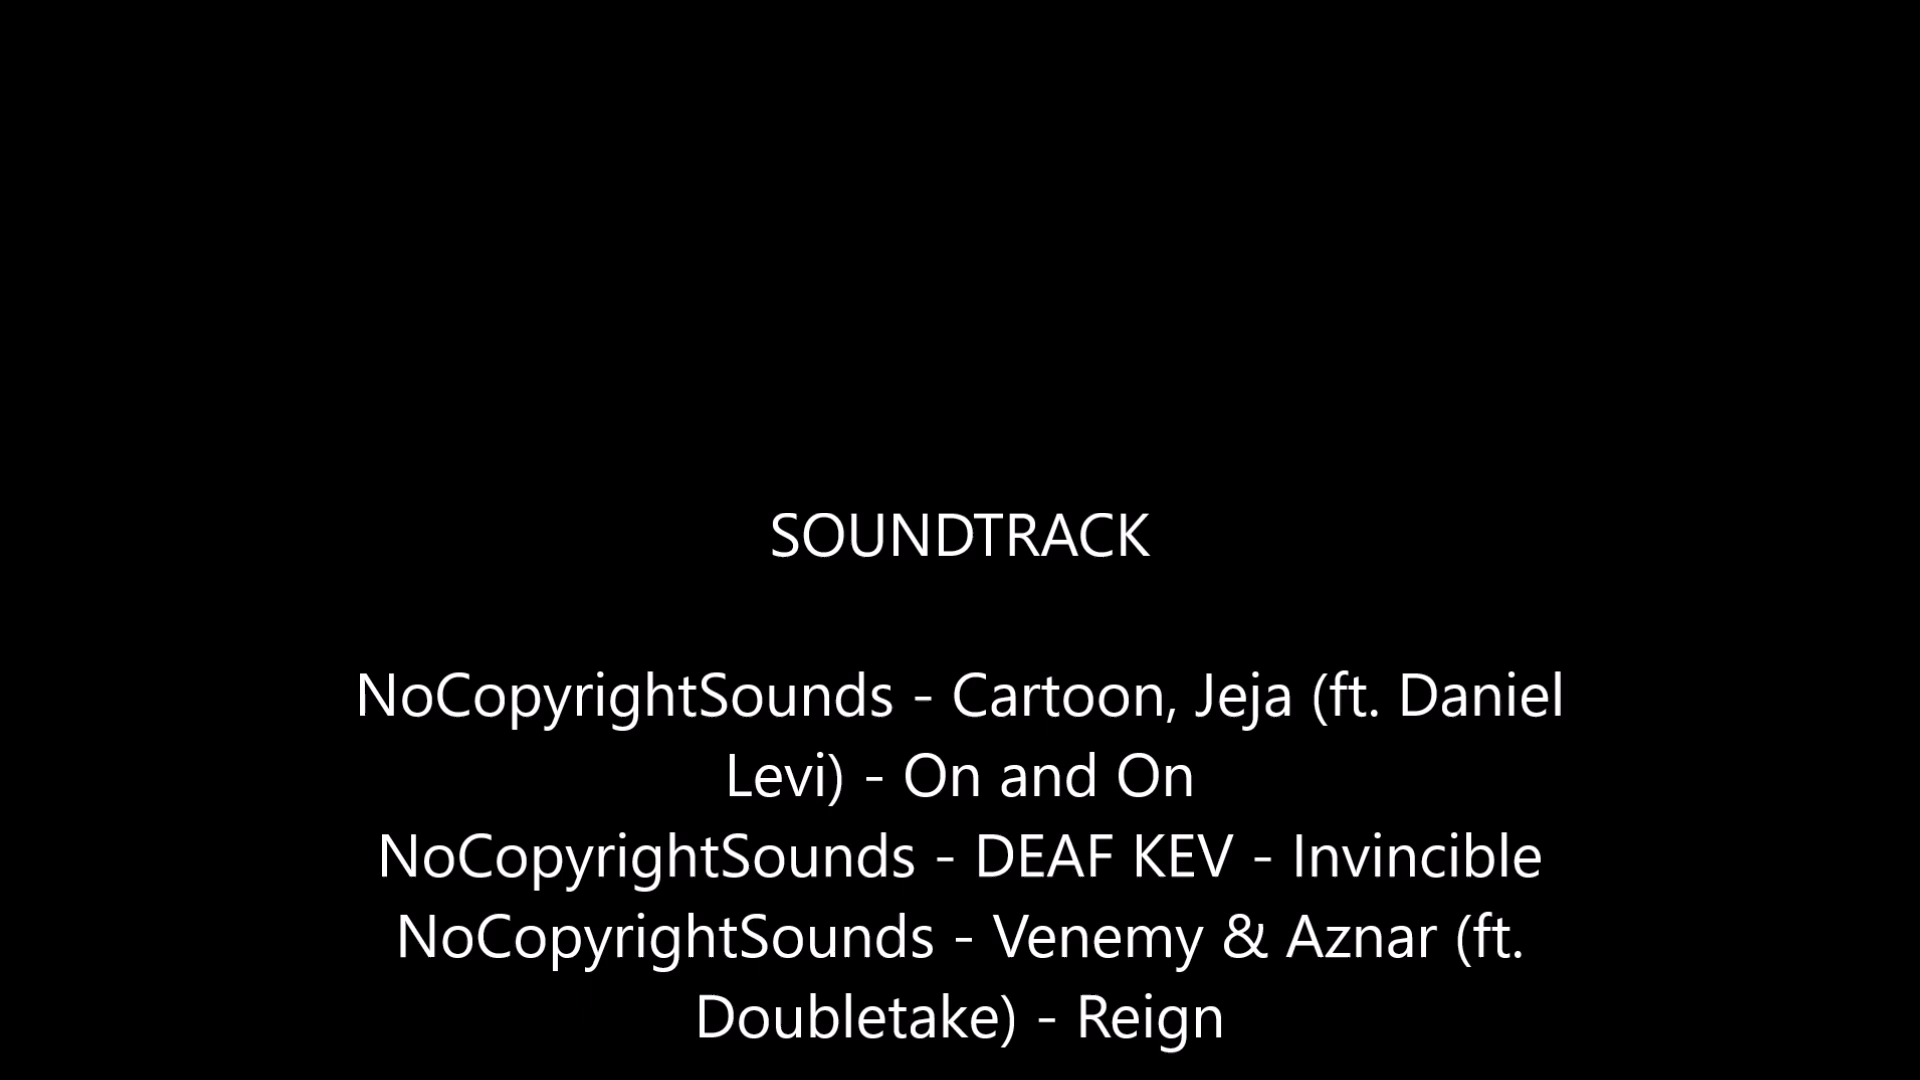 SOUNDTRACK
NoCopyrightSounds - Cartoon, Jeja (ft. Daniel
Levi) - On and On
NoCopyrightSounds - DEAF KEV - Invincible
NoCopyrightSounds - Venemy & Aznar (ft.
Doubletake) - Reign